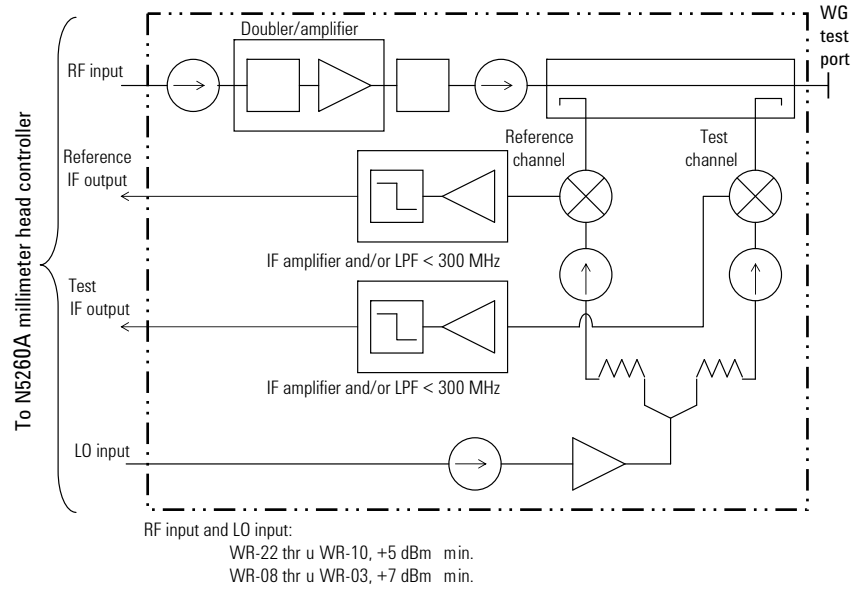 WG
test
port
Doubler/amplifier
RF input
Reference
channel
Test
channel
Reference
IF output
IF amplifier and/or LPF < 300 MHz
Test
IF output
IF amplifier and/or LPF < 300 MHz
LO input
To N5260A millimeter head controller
RF input and LO input:
WR-22 thr u WR-10, +5 dBm min.
WR-08 thr u WR-03, +7 dBm min.